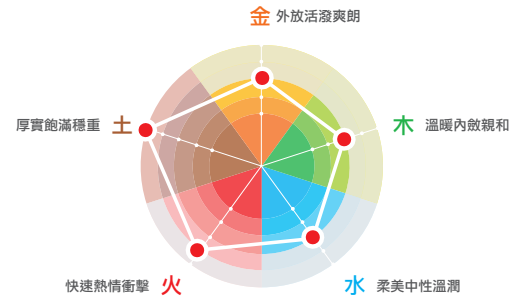 金 外放活潑爽朗
厚實飽滿穩重 土
木 溫暖內斂親和
快速熱情衝擊 火
水 柔美中性溫潤